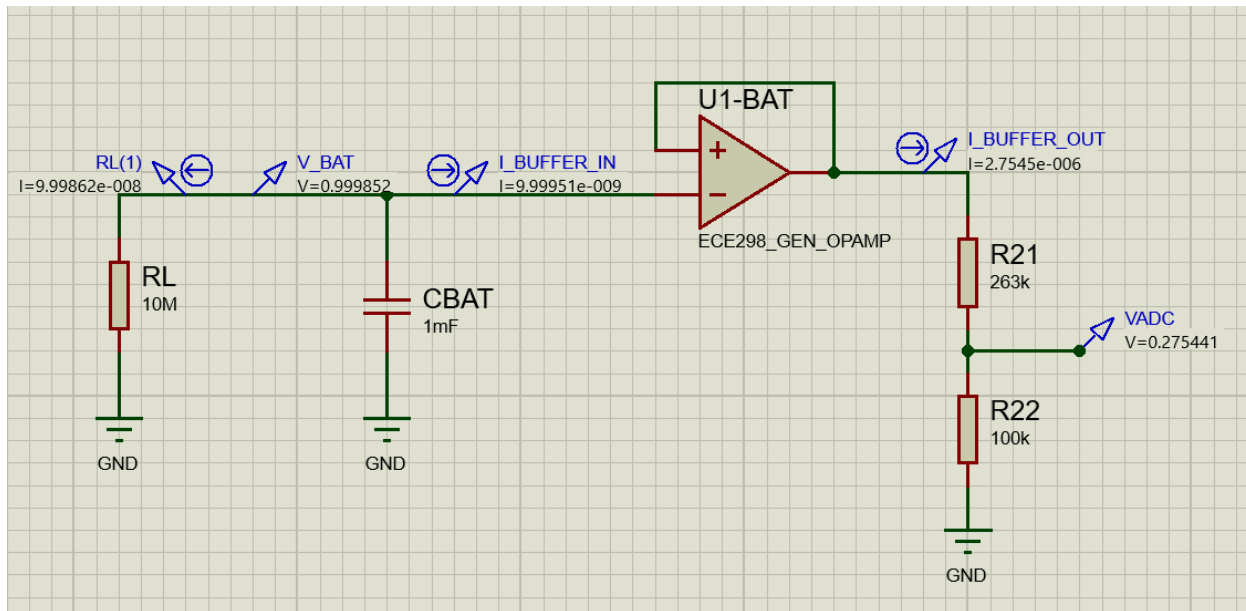 U1-BAT
I_BUFFER_OUT
I=2.7545e-006
RL(1)
I=9.99862e-008
V_BAT
V=0.999852
I_BUFFER_IN
I=9.99951e-009
+
−
ECE298_GEN_OPAMP
RL
10M
CBAT
1mF
R21
263k
VADC
V=0.275441
R22
100k
GND
GND
GND